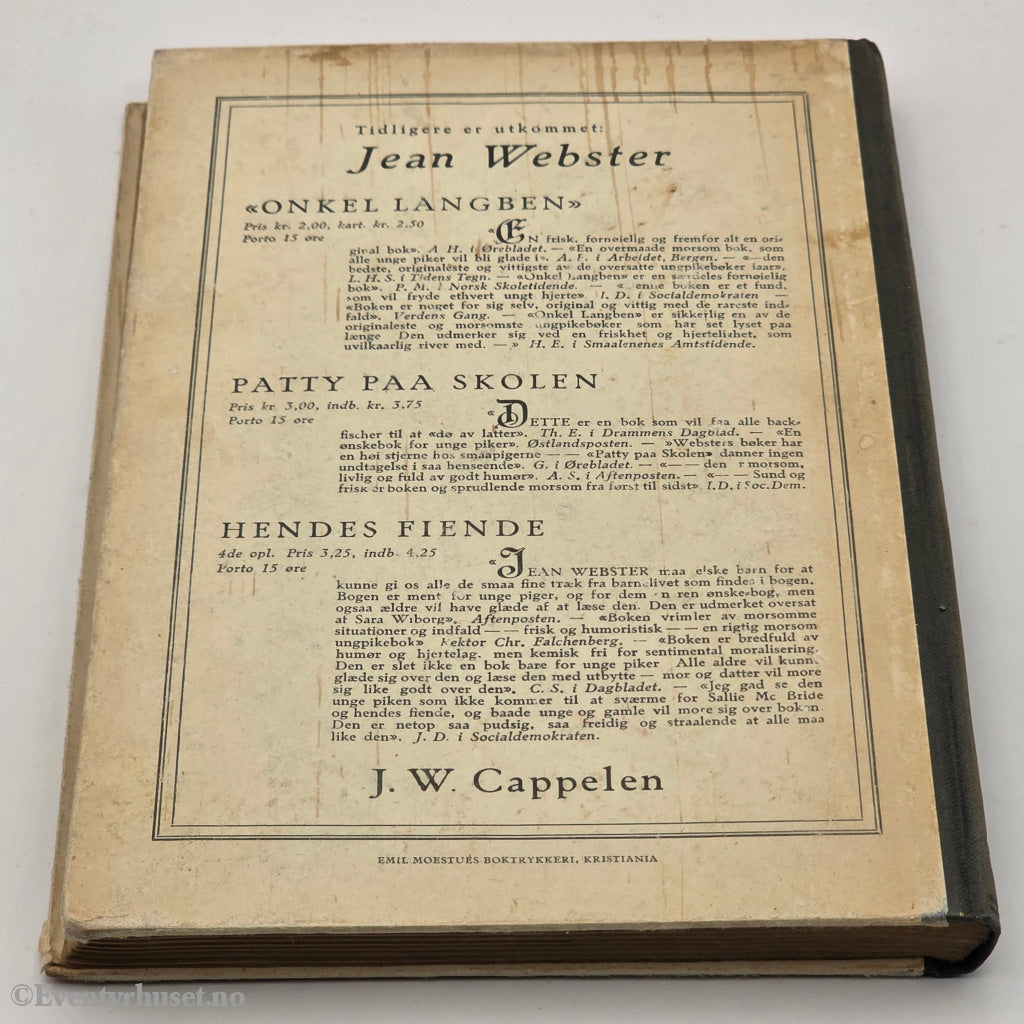 Tidligere er utkommet:
Jean Webster
«ONKEL LANGBEN»
Pris kr. 2,00, kart. kr. 2,50
Porto 15 øre
«EN frisk, fornøielig og fremfor alt en ori-
ginal bok». A H. i Ørebladet. — «En overmaade morsom bok, som
alle unge piker vil bli glade i». A. F. i Arbeidet, Bergen. — «— den
bedste, originaleste og vittigste av de oversatte ungpikebøker iaar».
L. H. S. i Tidens Tegn. — «Onkel Langben» er en særdeles fornøielig
bok». P. M. i Norsk Skoletidende. — «Denne boken er et fund,
som vil fryde ethvert ungt hjerte» I. D. i Socialdemokraten —
«Boken er noget for sig selv, original og vittig med de rareste ind-
fald». Verdens Gang. — «Onkel Langben» er sikkerlig en av de
originaleste og morsomste ungpikebøker som har set lyset paa
længe Den udmerker sig ved en friskhet og hjertelighet, som
uvilkaarlig river med. —» H. E. i Smaalenenes Amtstidende.
PATTY PAA SKOLEN
Pris kr 3,00, indb. kr. 3.75
Porto 15 øre
«DETTE er en bok som vil faa alle back-
fischer til at «dø av latter». Th. E. i Drammens Dagblad. — «En
ønskebok for unge piker». Østlandsposten. — »Websters bøker har
en høi stjerne hos smaapigerne — «Patty paa Skolen» danner ingen
undtagelse i saa henseende». G. i Ørebladet. — «—— den r morsom,
livlig og fuld av godt humør». A. S. i Aftenposten. — «— — Sund og
frisk er boken og sprudlende morsom fra først til sidst». I.D. i Soc.Dem.
HENDES FIENDE
4de opl. Pris 3,25, indb. 4,25
Porto 15 øre
«JEAN WEBSTER maa elske barn for at
kunne gi os alle de smaa fine træk fra barnelivet som findes i bogen.
Bogen er ment for unge piger, og for dem en ren ønskebog, men
ogsaa ældre vil have glæde af at læse den. Den er udmerket oversat
af Sara Wiborg». Aftenposten. — «Boken vrimler av morsomme
situationer og indfald — — frisk og humoristisk — — en rigtig morsom
ungpikebok» Rektor Chr. Falchenberg. — «Boken er bredfuld av
humør og hjertelag. men kemisk fri for sentimental moralisering.
Den er slet ikke en bok bare for unge piker Alle aldre vil kunne
glæde sig over den og læse den med utbytte — mor og datter vil more
sig like godt over den». C. S. i Dagbladet. — «Jeg gad se den
unge piken som ikke kommer til at sværme for Sallie Mc Bride
og hendes fiende, og baade unge og gamle vil more sig over boken.
Den er netop saa pudsig, saa freidig og straalende at alle maa
like den». J. D. i Socialdemokraten.
J. W. Cappelen
EMIL MOESTUES BOKTRYKKERI, KRISTIANIA
©Eventyrhuset.no